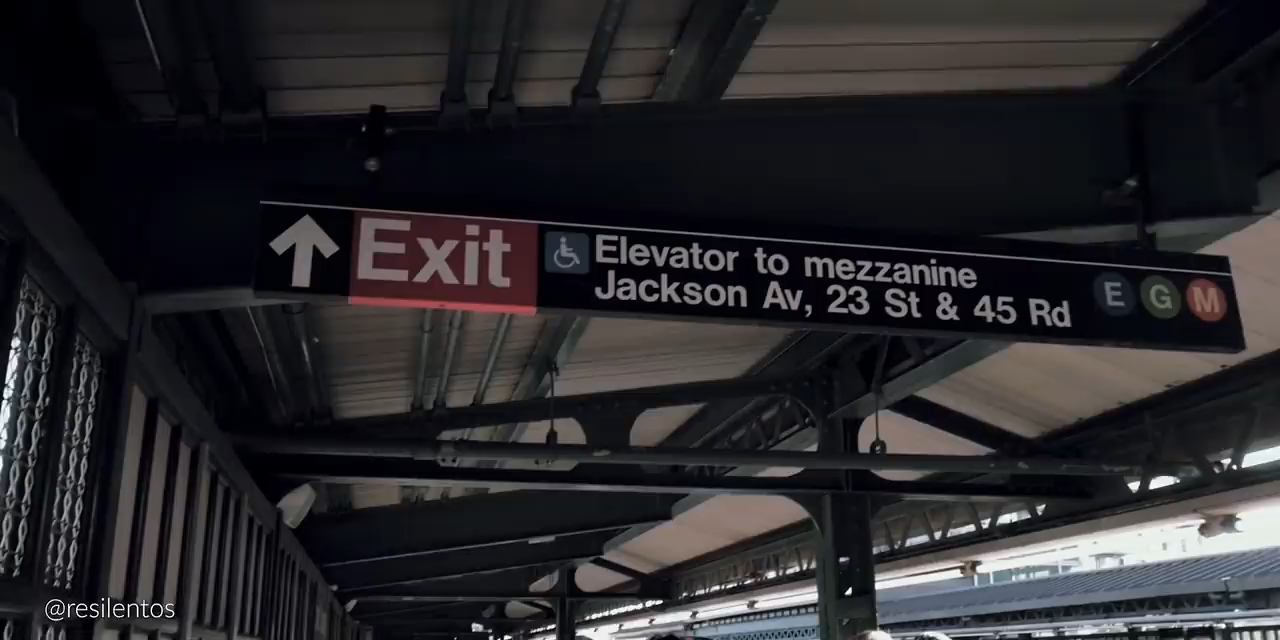 Exit
Elevator to mezzanine
Jackson Av, 23 St & 45 Rd
E G M
@resilentos